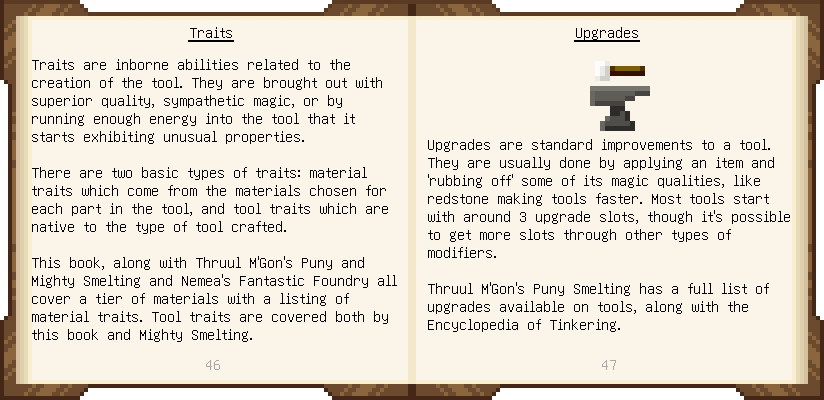 Traits
Traits are inborne abilities related to the
creation of the tool. They are brought out with
superior quality, sympathetic magic, or by
running enough energy into the tool that it
starts exhibiting unusual properties.
There are two basic types of traits: material
traits which come from the materials chosen for
each part in the tool, and tool traits which are
native to the type of tool crafted.
This book, along with Thruul M'Gon's Puny and
Mighty Smelting and Nemea's Fantastic Foundry all
cover a tier of materials with a listing of
material traits. Tool traits are covered both by
this book and Mighty Smelting.
46
Upgrades
Upgrades are standard improvements to a tool.
They are usually done by applying an item and
'rubbing off' some of its magic qualities, like
redstone making tools faster. Most tools start
with around 3 upgrade slots, though it's possible
to get more slots through other types of
modifiers.
Thruul M'Gon's Puny Smelting has a full list of
upgrades available on tools, along with the
Encyclopedia of Tinkering.
47